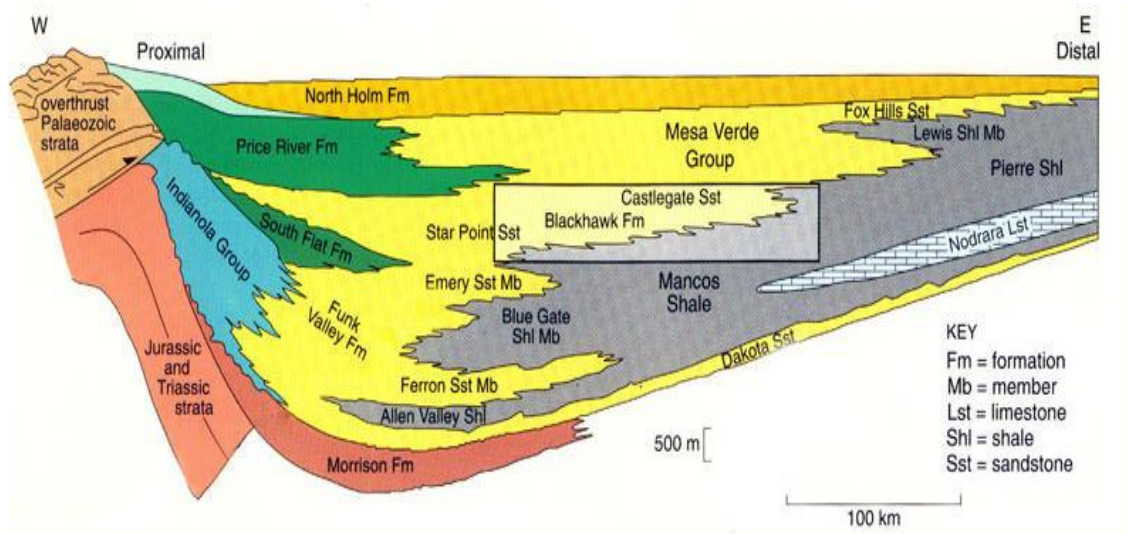 W
E
Proximal
Distal
overthrust
Palaeozoic
strata
North Holm Fm
Fox Hills Sst
Price River Fm
Mesa Verde
Group
Lewis Shl Mb
Pierre Shl
Indianola Group
Castlegate Sst
Blackhawk Fm
South Flat Fm
Star Point Sst
Nodrara Lst
Emery Sst Mb
Mancos
Shale
Funk
Valley Fm
Blue Gate
Shl Mb
Jurassic
and
Triassic
strata
Dakota Sst
Ferron Sst Mb
Allen Valley Shl
Morrison Fm
500 m
100 km
KEY
Fm = formation
Mb = member
Lst = limestone
Shl = shale
Sst = sandstone